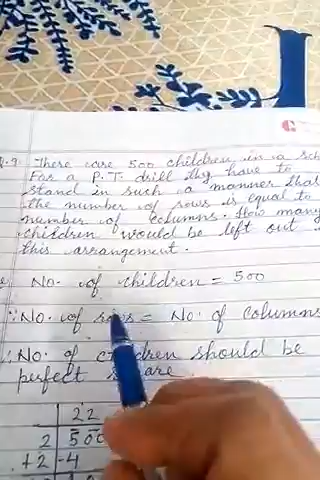 Q.9 There are 500 children in a sch
For a P.T. drill they have to
stand in such a manner that
the number of rows is equal to
number of columns. How many
children would be left out
this arrangement.
No. of children = 500
∵ No. of rows = No. of columns
∴ No. of children should be
perfect
22
2 500
+2 -4